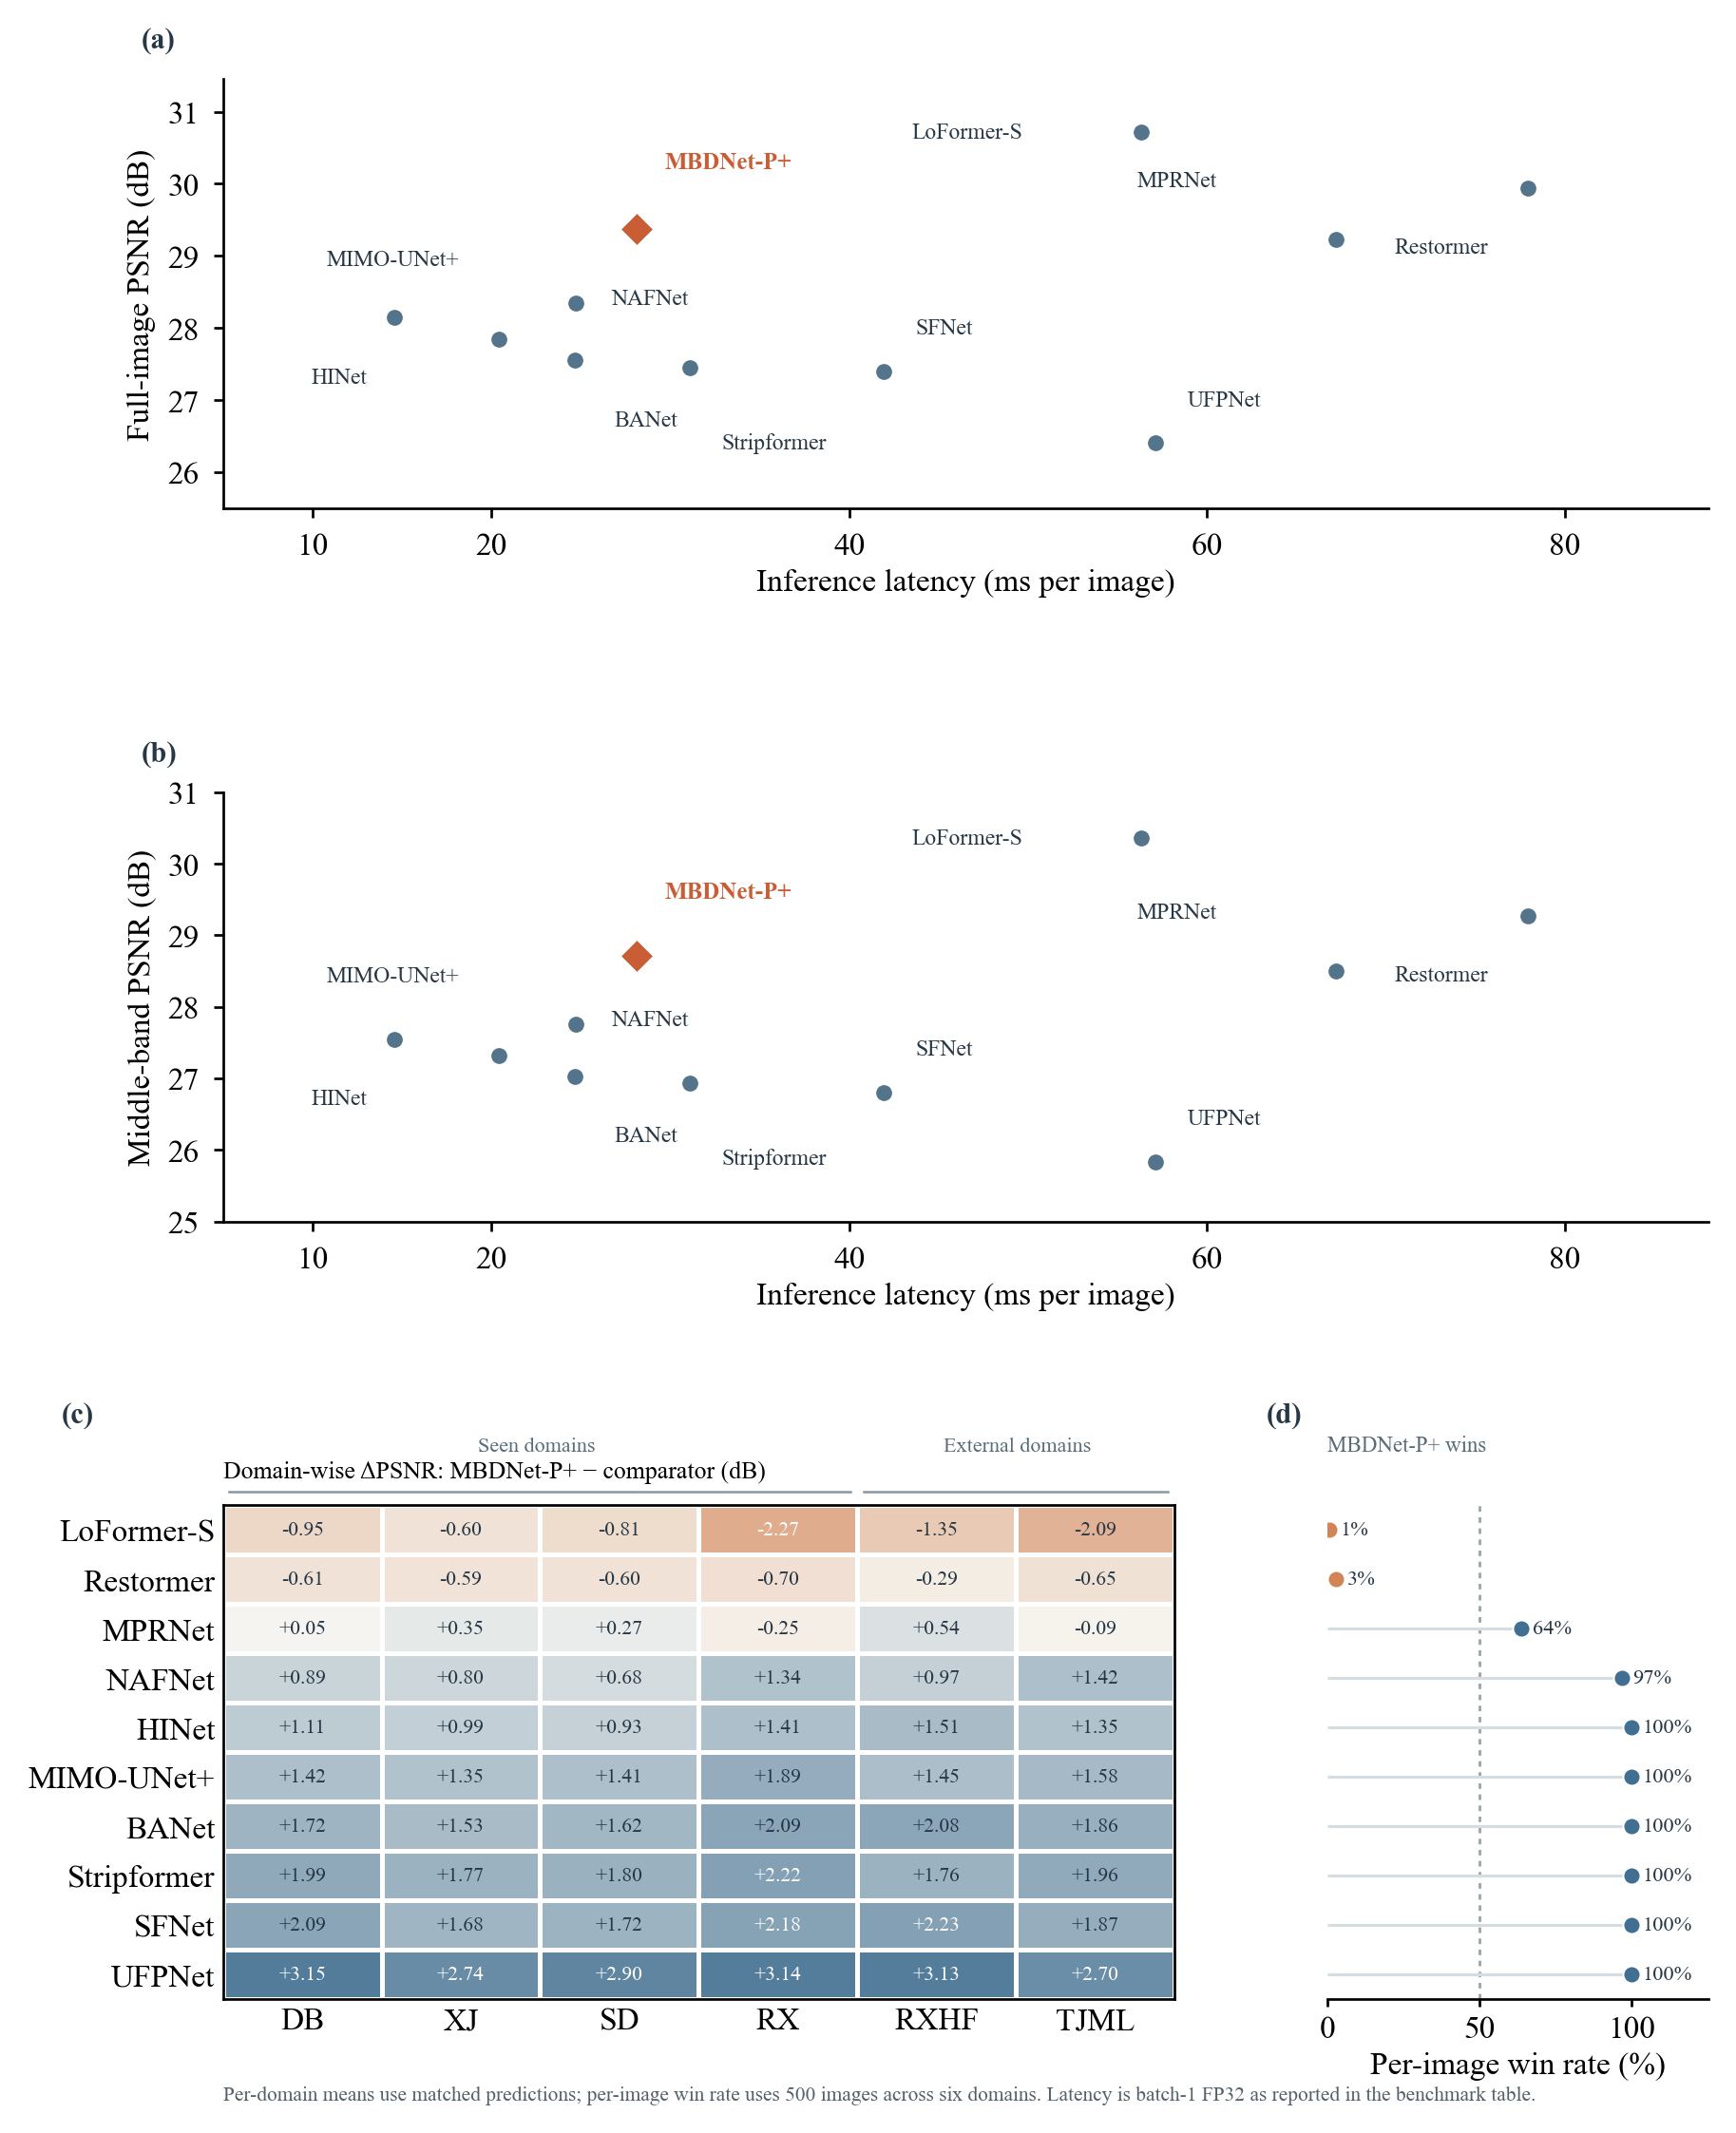 (a)
31
30
29
28
27
26
Full-image PSNR (dB)
LoFormer-S
MBDNet-P+
MPRNet
Restormer
MIMO-UNet+
NAFNet
SFNet
HINet
UFPNet
BANet
Stripformer
10 20 40 60 80
Inference latency (ms per image)
(b)
31
30
29
28
27
26
25
Middle-band PSNR (dB)
LoFormer-S
MBDNet-P+
MPRNet
Restormer
MIMO-UNet+
NAFNet
SFNet
HINet
UFPNet
BANet
Stripformer
10 20 40 60 80
Inference latency (ms per image)
(c)
Seen domains External domains
Domain-wise ΔPSNR: MBDNet-P+ − comparator (dB)
LoFormer-S -0.95 -0.60 -0.81 -2.27 -1.35 -2.09
Restormer -0.61 -0.59 -0.60 -0.70 -0.29 -0.65
MPRNet +0.05 +0.35 +0.27 -0.25 +0.54 -0.09
NAFNet +0.89 +0.80 +0.68 +1.34 +0.97 +1.42
HINet +1.11 +0.99 +0.93 +1.41 +1.51 +1.35
MIMO-UNet+ +1.42 +1.35 +1.41 +1.89 +1.45 +1.58
BANet +1.72 +1.53 +1.62 +2.09 +2.08 +1.86
Stripformer +1.99 +1.77 +1.80 +2.22 +1.76 +1.96
SFNet +2.09 +1.68 +1.72 +2.18 +2.23 +1.87
UFPNet +3.15 +2.74 +2.90 +3.14 +3.13 +2.70
DB XJ SD RX RXHF TJML
(d)
MBDNet-P+ wins
1%
3%
64%
97%
100%
100%
100%
100%
100%
100%
0 50 100
Per-image win rate (%)
Per-domain means use matched predictions; per-image win rate uses 500 images across six domains. Latency is batch-1 FP32 as reported in the benchmark table.